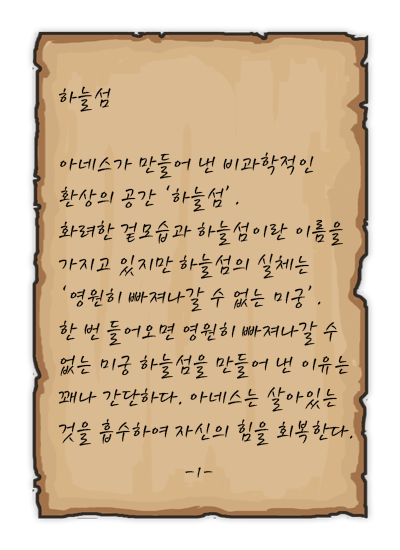 하늘섬
아네스가 만들어 낸 비과학적인
환상의 공간 '하늘섬'.
화려한 겉모습과 하늘섬이란 이름을
가지고 있지만 하늘섬의 실체는
'영원히 빠져나갈 수 없는 미궁'.
한 번 들어오면 영원히 빠져나갈 수
없는 미궁 하늘섬을 만들어 낸 이유는
꽤나 간단하다. 아네스는 살아있는
것을 흡수하여 자신의 힘을 회복한다.
-1-